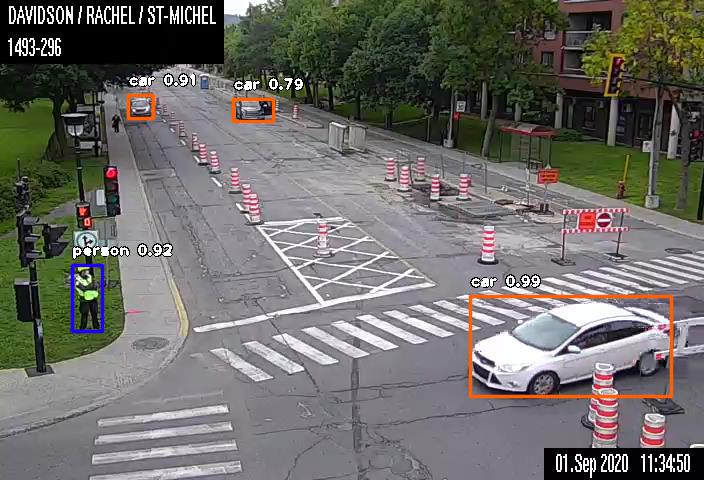 DAVIDSON / RACHEL / ST-MICHEL
1493-296
car 0.91
car 0.79
person 0.92
car 0.99
01.Sep 2020 11:34:50